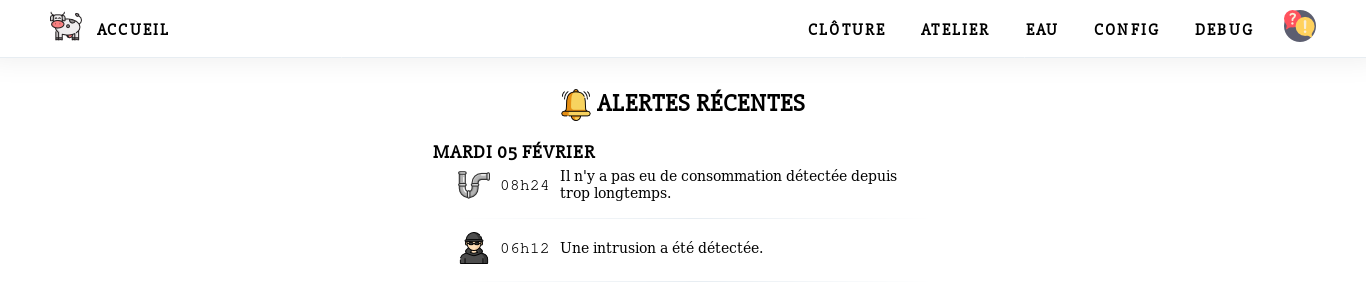 ACCUEIL CLÔTURE ATELIER EAU CONFIG DEBUG ?!
ALERTES RÉCENTES
MARDI 05 FÉVRIER
08h24 Il n'y a pas eu de consommation détectée depuis
trop longtemps.
06h12 Une intrusion a été détectée.